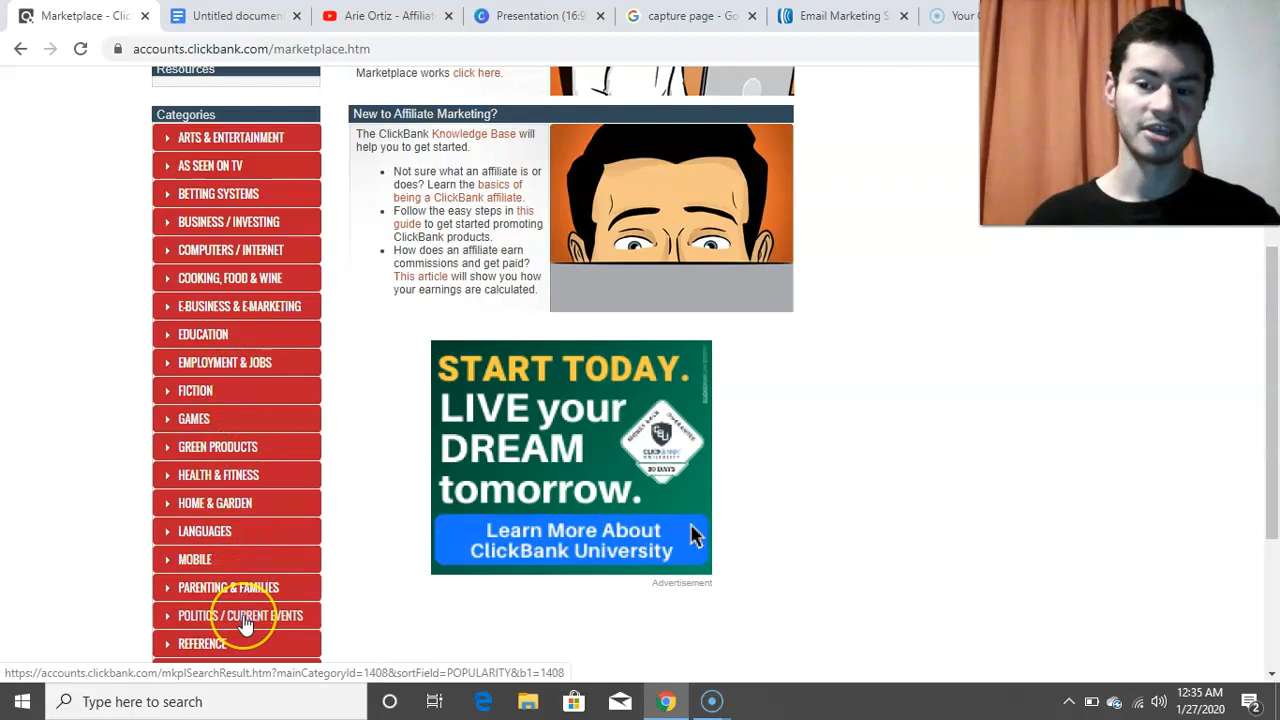 Marketplace - Clic
Untitled document
Arie Ortiz - Affiliat
Presentation (16:9
capture page - Go
Email Marketing S
Your C
accounts.clickbank.com/marketplace.htm
Resources
Marketplace works click here.
Categories
ARTS & ENTERTAINMENT
AS SEEN ON TV
BETTING SYSTEMS
BUSINESS / INVESTING
COMPUTERS / INTERNET
COOKING, FOOD & WINE
E-BUSINESS & E-MARKETING
EDUCATION
EMPLOYMENT & JOBS
FICTION
GAMES
GREEN PRODUCTS
HEALTH & FITNESS
HOME & GARDEN
LANGUAGES
MOBILE
PARENTING & FAMILIES
POLITICS / CURRENT EVENTS
REFERENCE
New to Affiliate Marketing?
The ClickBank Knowledge Base will
help you to get started.
Not sure what an affiliate is or
does? Learn the basics of
being a ClickBank affiliate.
Follow the easy steps in this
guide to get started promoting
ClickBank products.
How does an affiliate earn
commissions and get paid?
This article will show you how
your earnings are calculated.
START TODAY.
LIVE your
DREAM
tomorrow.
CBU
30 DAYS
Learn More About
ClickBank University
Advertisement
https://accounts.clickbank.com/mkplSearchResult.htm?mainCategoryId=1408&sortField=POPULARITY&b1=1408
Type here to search
12:35 AM
1/27/2020
2